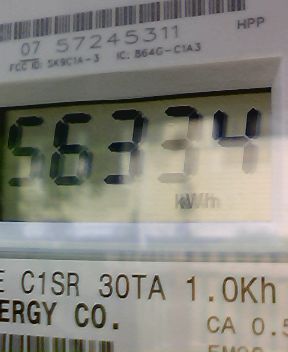 HPP
07 57245311
FCC ID: SK9C1A-3 IC: 864G-C1A3
56334
kWh
E C1SR 30TA 1.0Kh
ERGY CO.
CA 0.5